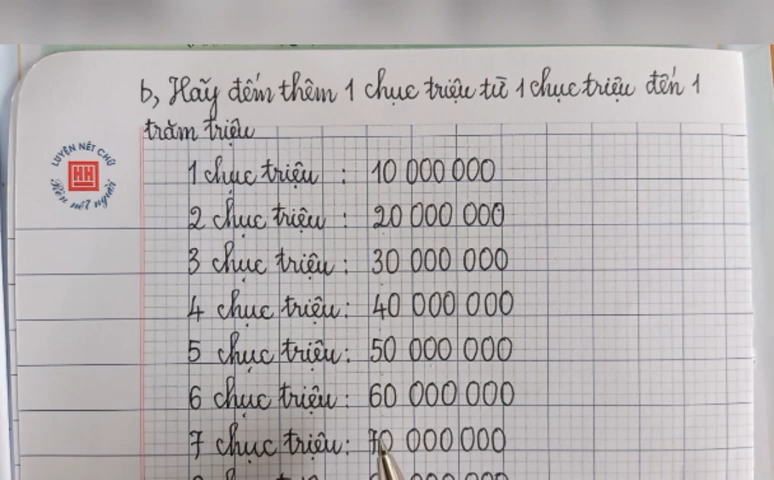 b, Hãy đếm thêm 1 chục triệu từ 1 chục triệu đến 1
trăm triệu
LUYỆN NÉT CHỮ
HH
Rèn nết người
1 chục triệu : 10 000 000
2 chục triệu : 20 000 000
3 chục triệu : 30 000 000
4 chục triệu : 40 000 000
5 chục triệu : 50 000 000
6 chục triệu : 60 000 000
7 chục triệu : 70 000 000